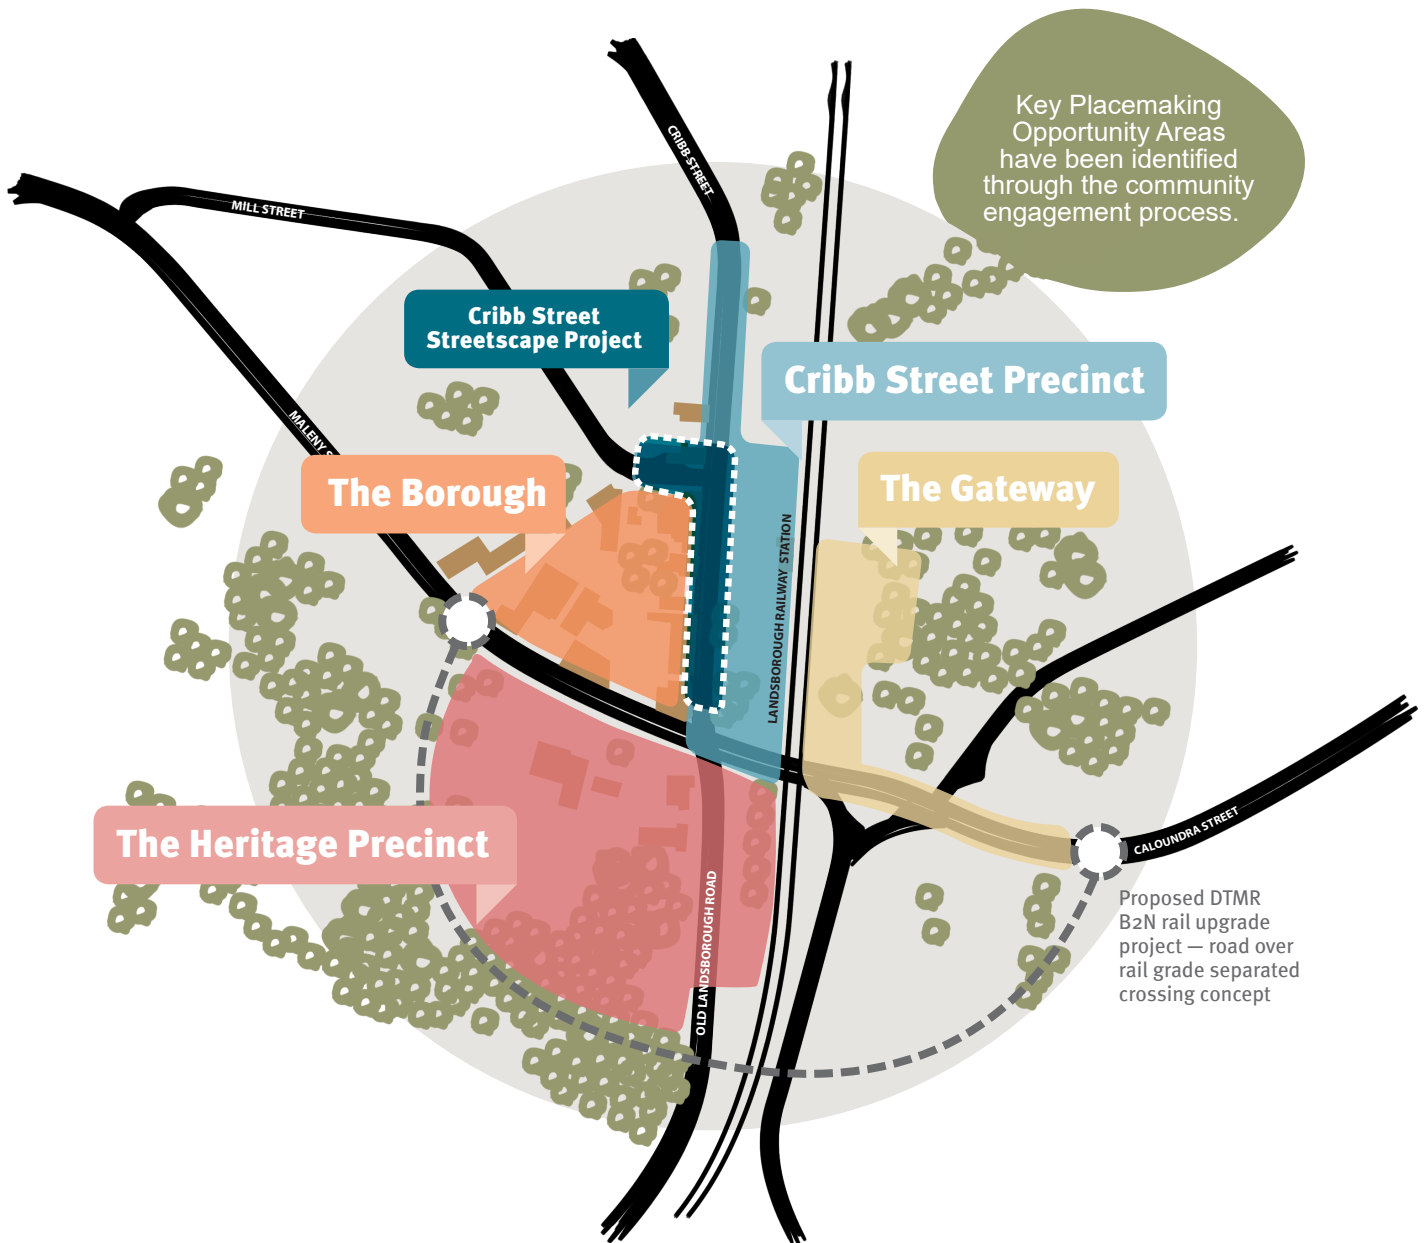 Key Placemaking
Opportunity Areas
have been identified
through the community
engagement process.
CRIBB STREET
MILL STREET
Cribb Street
Streetscape Project
Cribb Street Precinct
MALENY S
The Borough
The Gateway
LANDSBOROUGH RAILWAY STATION
The Heritage Precinct
CALOUNDRA STREET
OLD LANDSBOROUGH ROAD
Proposed DTMR
B2N rail upgrade
project — road over
rail grade separated
crossing concept